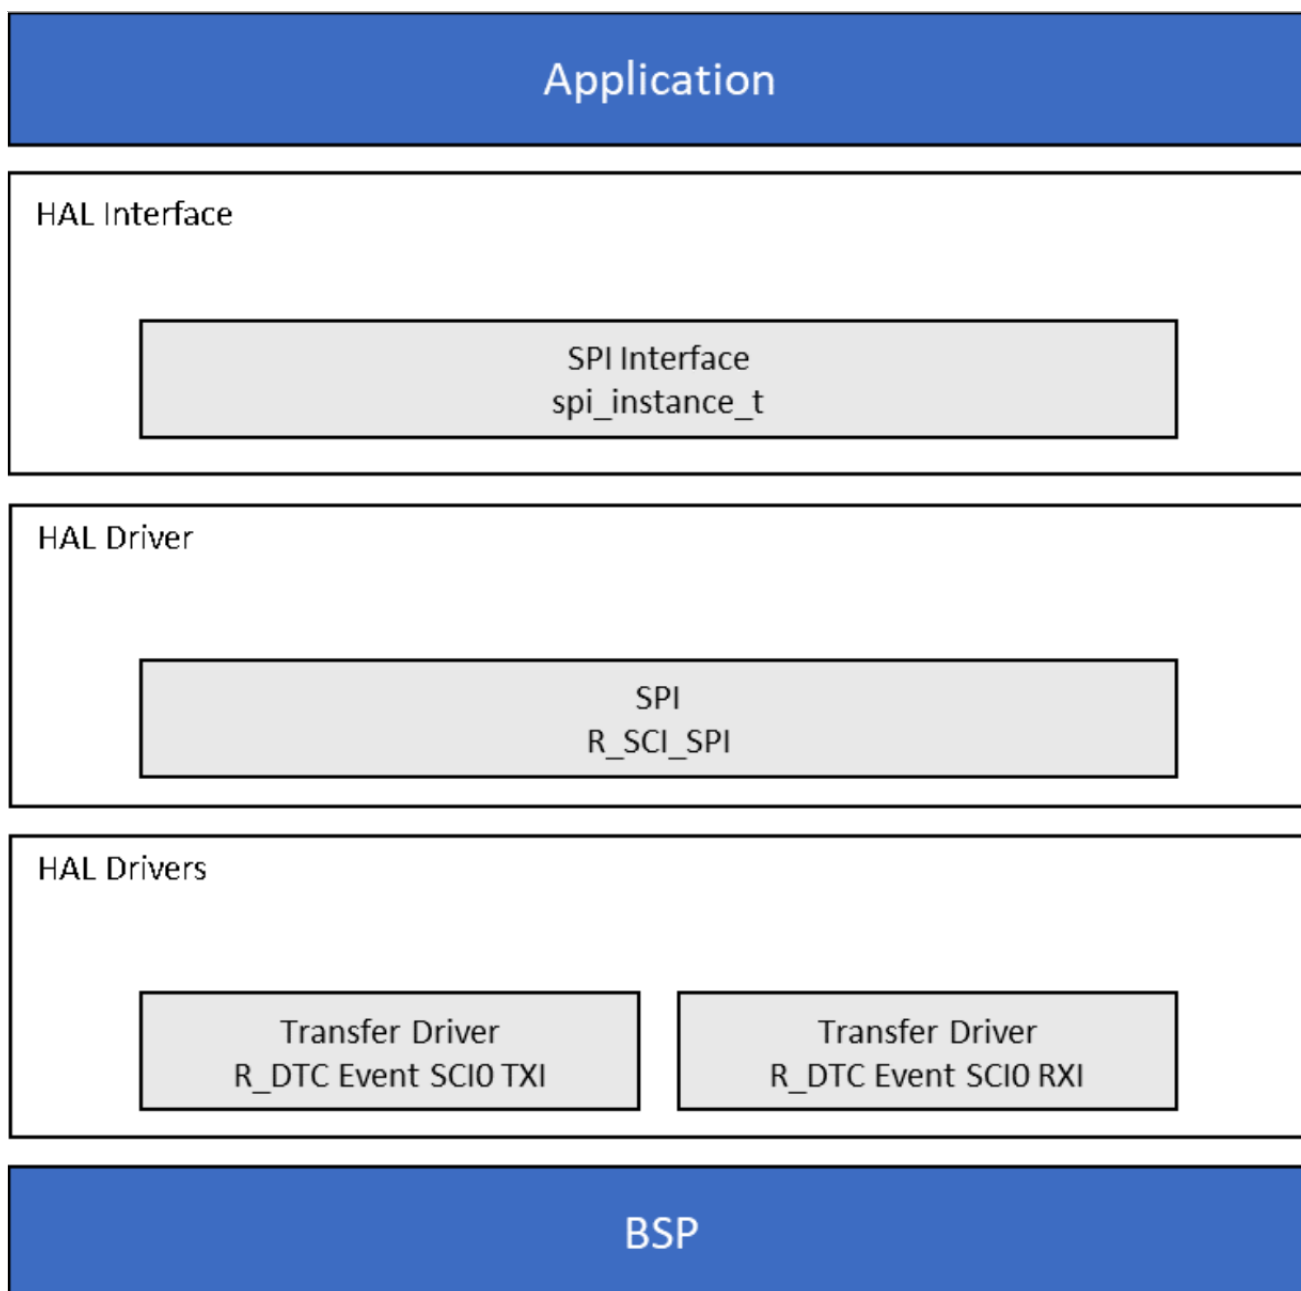 Application
HAL Interface
SPI Interface
spi_instance_t
HAL Driver
SPI
R_SCI_SPI
HAL Drivers
Transfer Driver
R_DTC Event SCI0 TXI
Transfer Driver
R_DTC Event SCI0 RXI
BSP